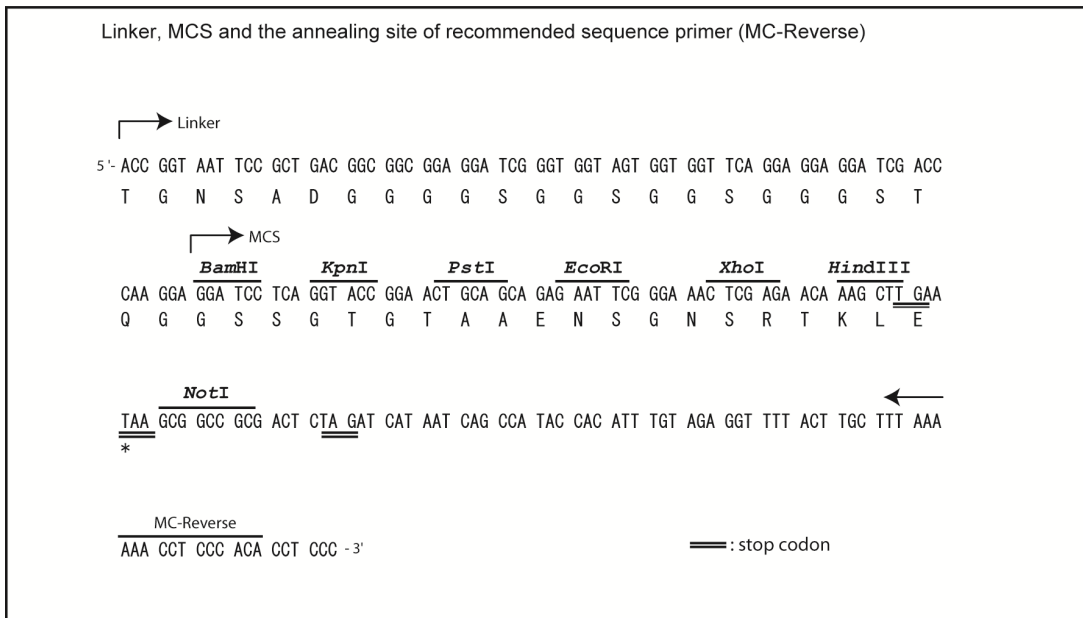 Linker, MCS and the annealing site of recommended sequence primer (MC-Reverse)
Linker
5'- ACC GGT AAT TCC GCT GAC GGC GGC GGA GGA TCG GGT GGT AGT GGT GGT TCA GGA GGA GGA TCG ACC
T G N S A D G G G G S G G S G G S G G G S T
MCS
BamHI KpnI PstI EcoRI XhoI HindIII
CAA GGA GGA TCC TCA GGT ACC GGA ACT GCA GCA GAG AAT TCG GGA AAC TCG AGA ACA AAG CTT GAA
Q G G S S G T G T A A E N S G N S R T K L E
NotI
TAA GCG GCC GCG ACT CTA GAT CAT AAT CAG CCA TAC CAC ATT TGT AGA GGT TTT ACT TGC TTT AAA
*
MC-Reverse
AAA CCT CCC ACA CCT CCC - 3'
: stop codon